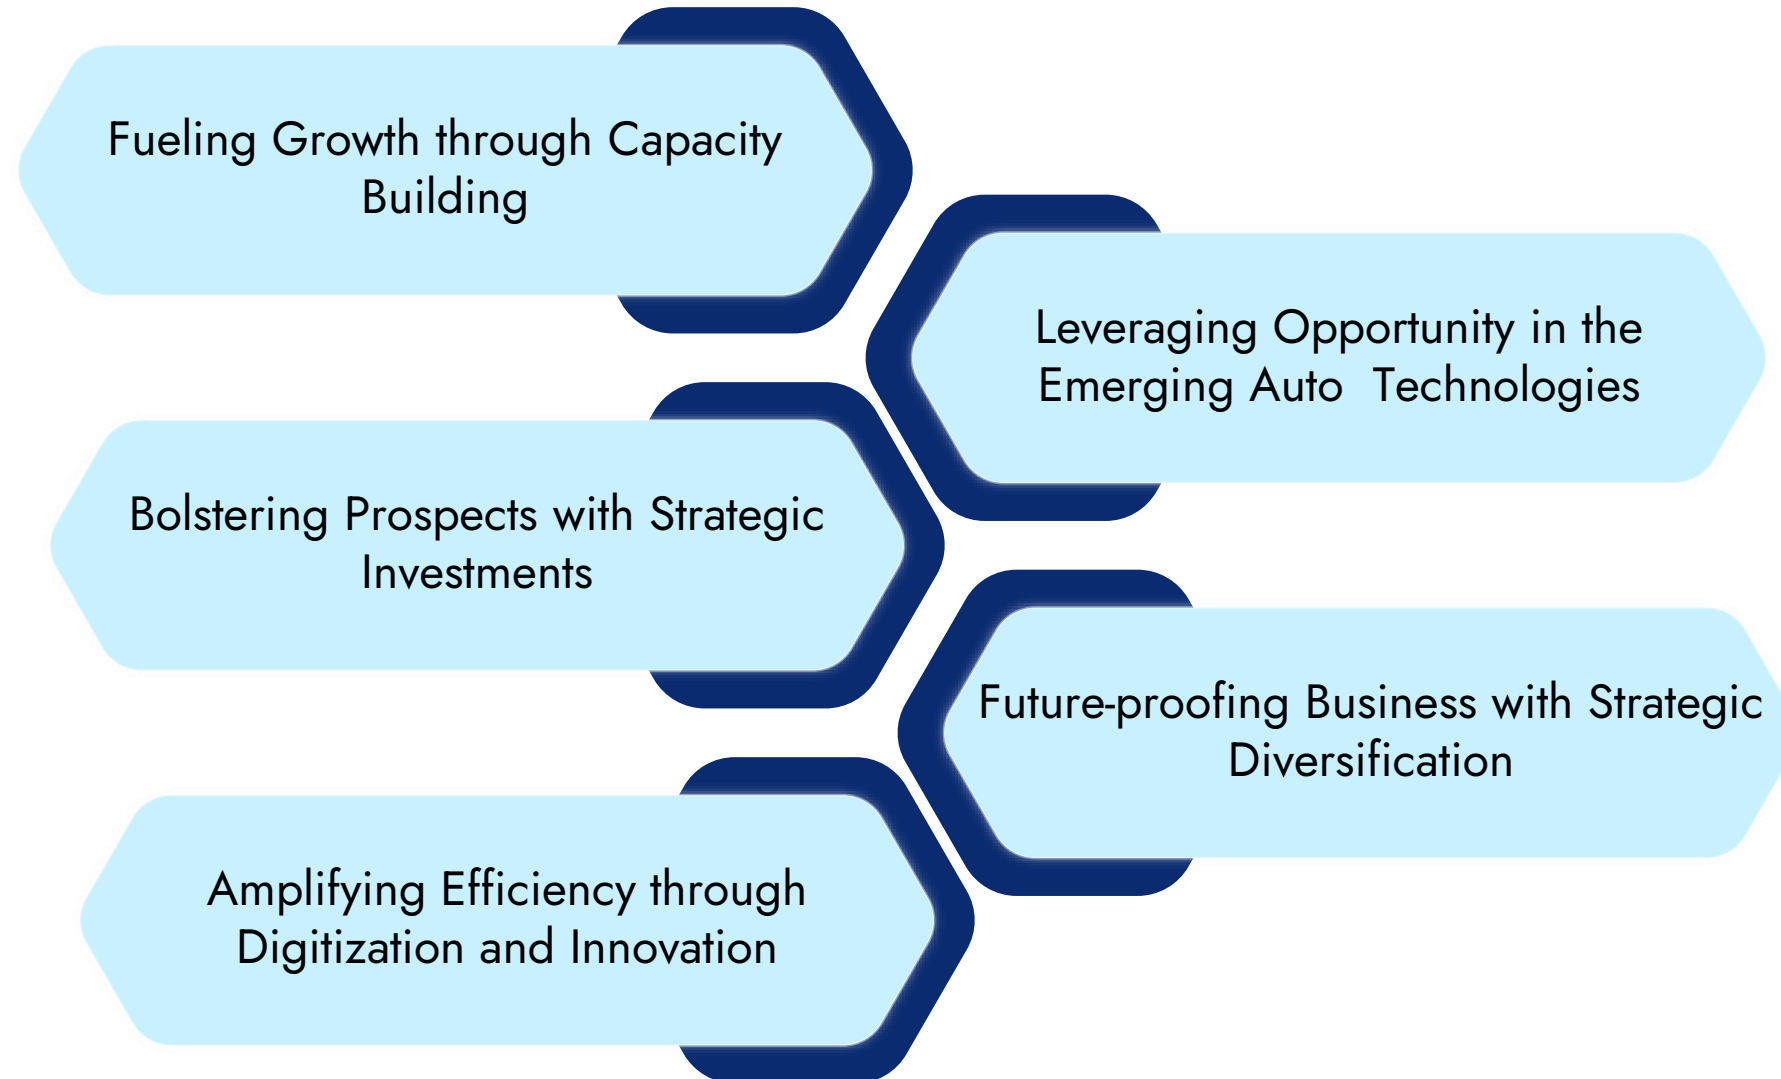 Fueling Growth through Capacity
Building
Leveraging Opportunity in the
Emerging Auto  Technologies
Bolstering Prospects with Strategic
Investments
Future-proofing Business with Strategic
Diversification
Amplifying Efficiency through
Digitization and Innovation